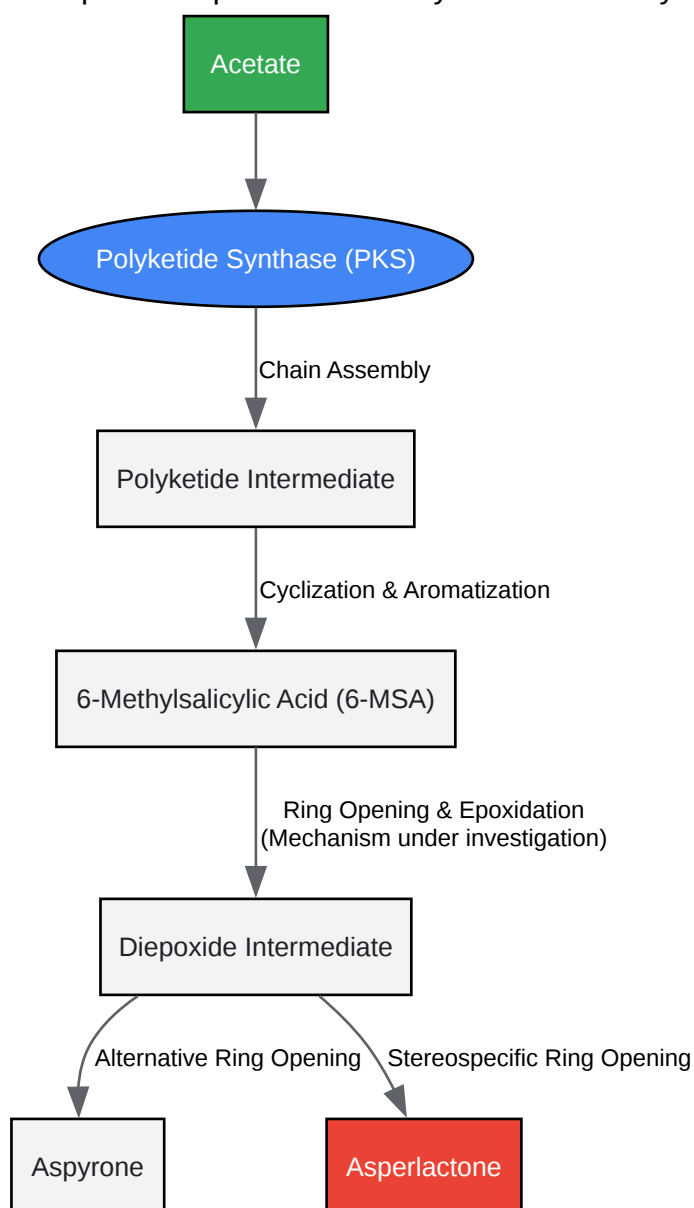 Acetate
Polyketide Synthase (PKS)
Chain Assembly
Polyketide Intermediate
Cyclization & Aromatization
6-Methylsalicylic Acid (6-MSA)
Ring Opening & Epoxidation
(Mechanism under investigation)
Diepoxide Intermediate
Alternative Ring Opening
Stereospecific Ring Opening
Aspyrone
Asperlactone